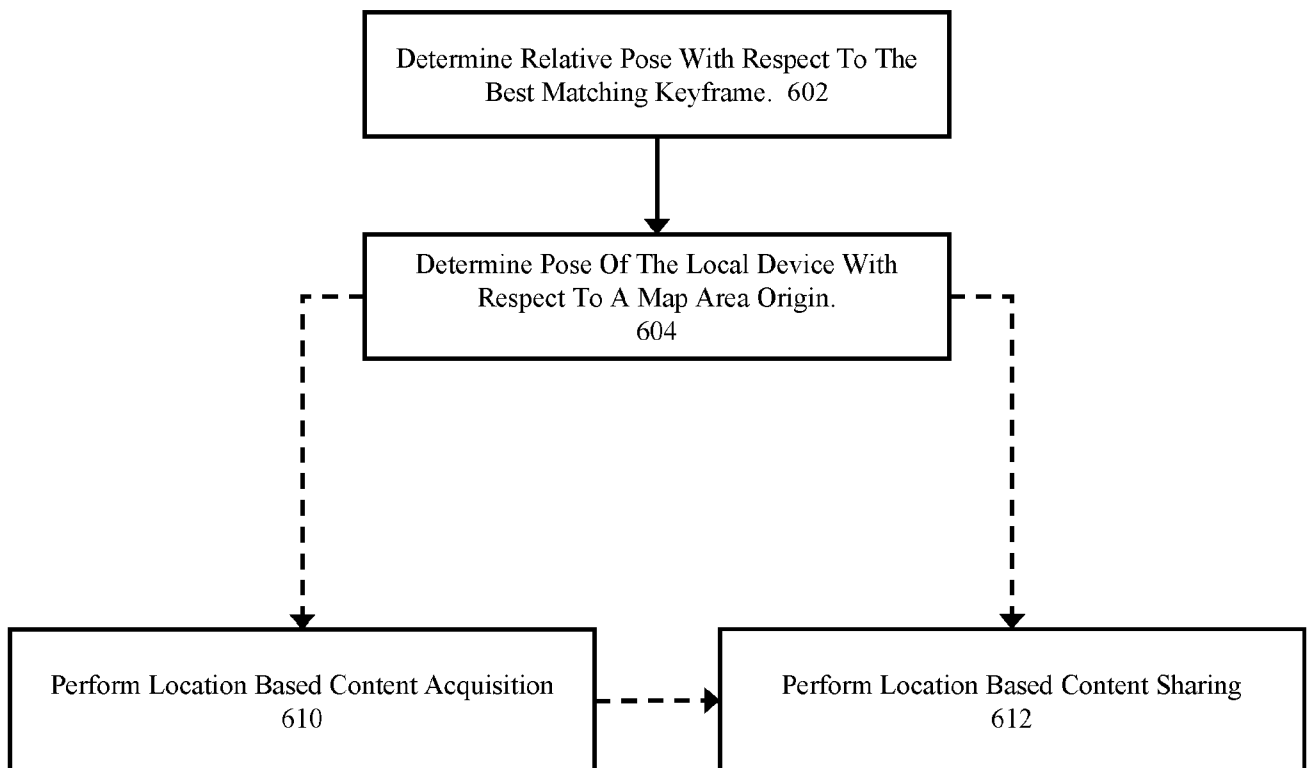 Determine Relative Pose With Respect To The
Best Matching Keyframe. 602
Determine Pose Of The Local Device With
Respect To A Map Area Origin.
604
Perform Location Based Content Acquisition
610
Perform Location Based Content Sharing
612